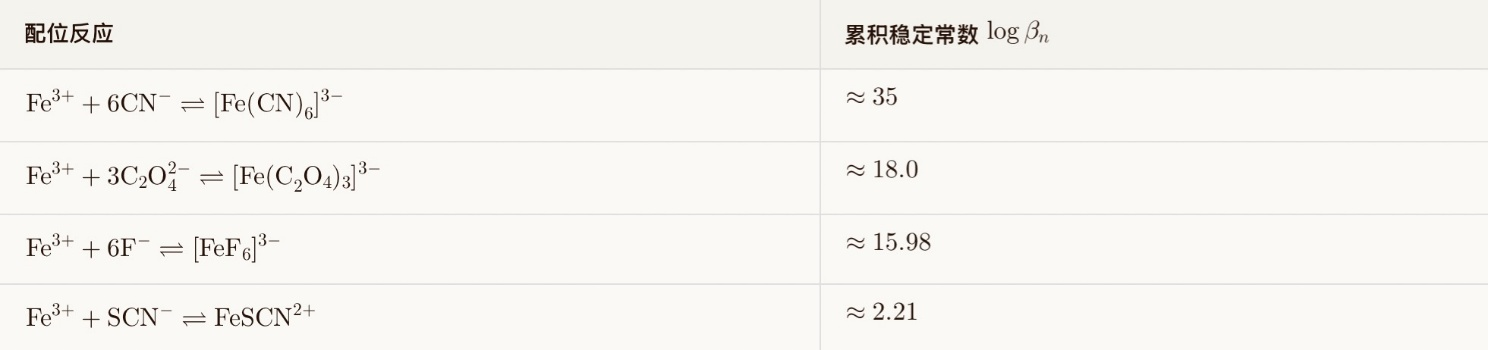 配位反应 累积稳定常数 log βₙ
Fe³⁺ + 6CN⁻ ⇌ [Fe(CN)₆]³⁻ ≈ 35
Fe³⁺ + 3C₂O₄²⁻ ⇌ [Fe(C₂O₄)₃]³⁻ ≈ 18.0
Fe³⁺ + 6F⁻ ⇌ [FeF₆]³⁻ ≈ 15.98
Fe³⁺ + SCN⁻ ⇌ FeSCN²⁺ ≈ 2.21